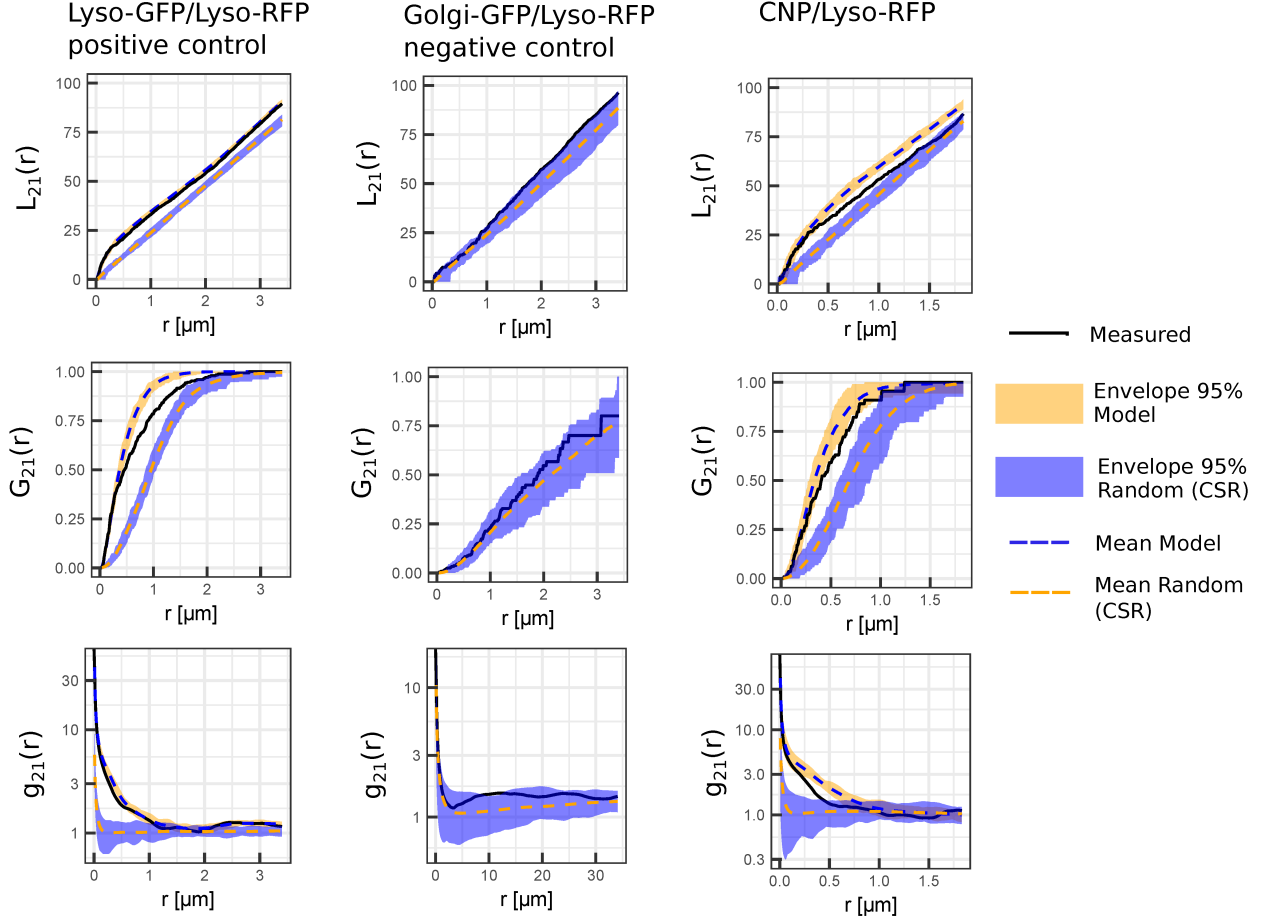 Lyso-GFP/Lyso-RFP
positive control
Golgi-GFP/Lyso-RFP
negative control
CNP/Lyso-RFP
100
75
50
25
0
L21(r)
0 1 2 3
r [µm]
100
75
50
25
0
L21(r)
0 1 2 3
r [µm]
100
75
50
25
0
L21(r)
0.0 0.5 1.0 1.5
r [µm]
1.00
0.75
0.50
0.25
0.00
G21(r)
0 1 2 3
r [µm]
1.00
0.75
0.50
0.25
0.00
G21(r)
0 1 2 3
r [µm]
1.00
0.75
0.50
0.25
0.00
G21(r)
0.0 0.5 1.0 1.5
r [µm]
30
10
3
1
g21(r)
0 1 2 3
r [µm]
10
3
1
g21(r)
0 10 20 30
r [µm]
30.0
10.0
3.0
1.0
0.3
g21(r)
0.0 0.5 1.0 1.5
r [µm]
Measured
Envelope 95%
Model
Envelope 95%
Random (CSR)
Mean Model
Mean Random
(CSR)